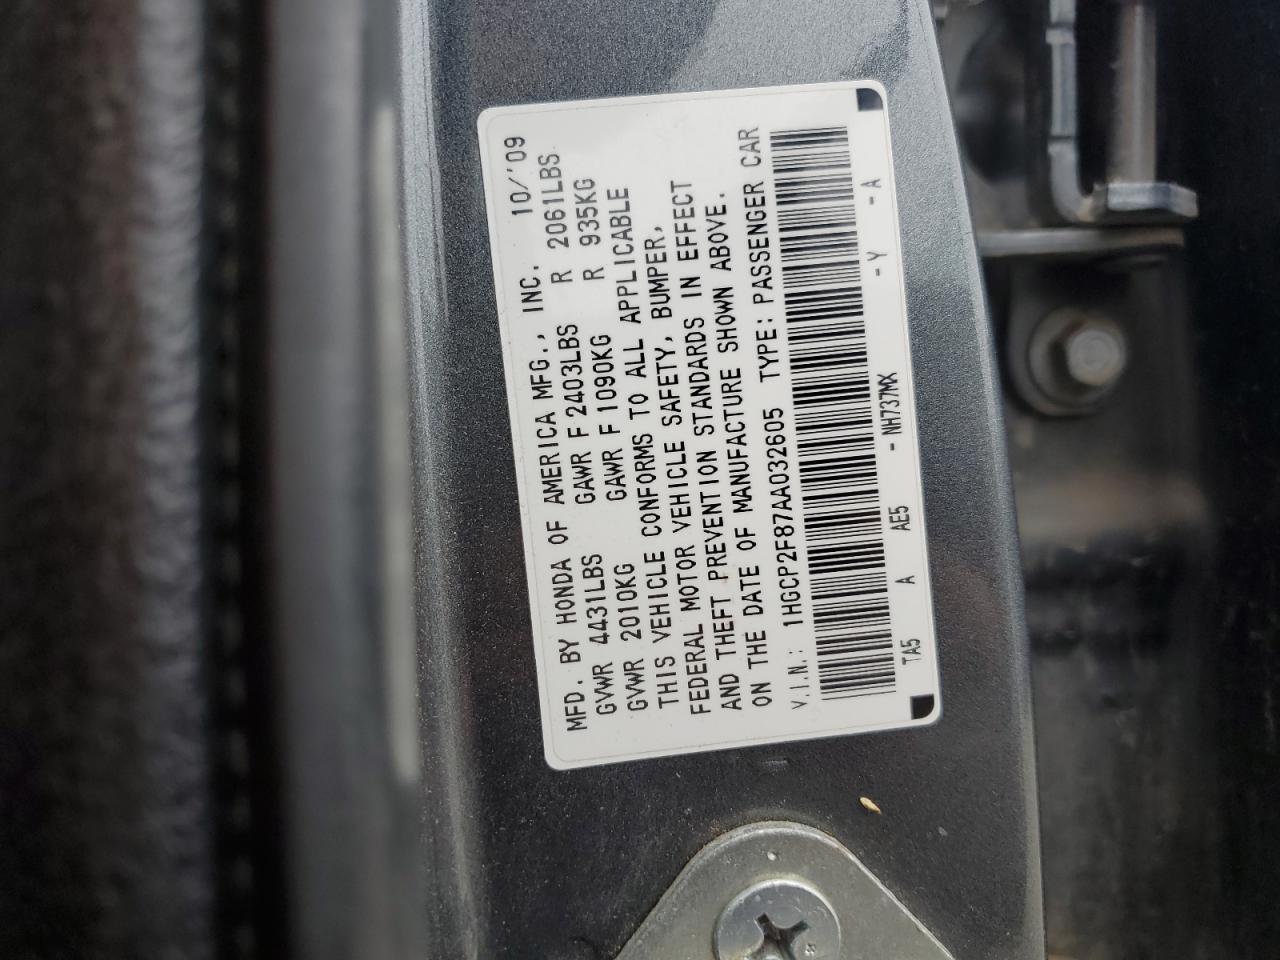 MFD. BY HONDA OF AMERICA MFG., INC. 10/'09
GVWR 4431LBS GAWR F 2403LBS R 2061LBS
GVWR 2010KG GAWR F 1090KG R 935KG
THIS VEHICLE CONFORMS TO ALL APPLICABLE
FEDERAL MOTOR VEHICLE SAFETY, BUMPER,
AND THEFT PREVENTION STANDARDS IN EFFECT
ON THE DATE OF MANUFACTURE SHOWN ABOVE.
V.I.N.: 1HGCP2F87AA032605 TYPE: PASSENGER CAR
TA5 A AE5 -NH737MX -Y -A